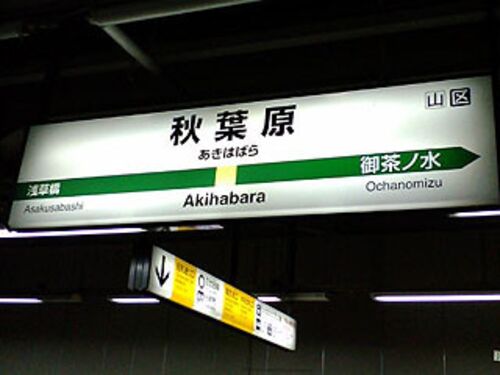 山 区
秋葉原
あきはばら
浅草橋
御茶ノ水
Asakusabashi
Akihabara
Ochanomizu